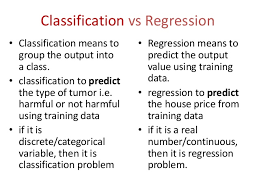 Classification vs Regression
• Classification means to
group the output into
a class.
• classification to predict
the type of tumor i.e.
harmful or not harmful
using training data
• if it is
discrete/categorical
variable, then it is
classification problem
• Regression means to
predict the output
value using training
data.
• regression to predict
the house price from
training data
• if it is a real
number/continuous,
then it is regression
problem.